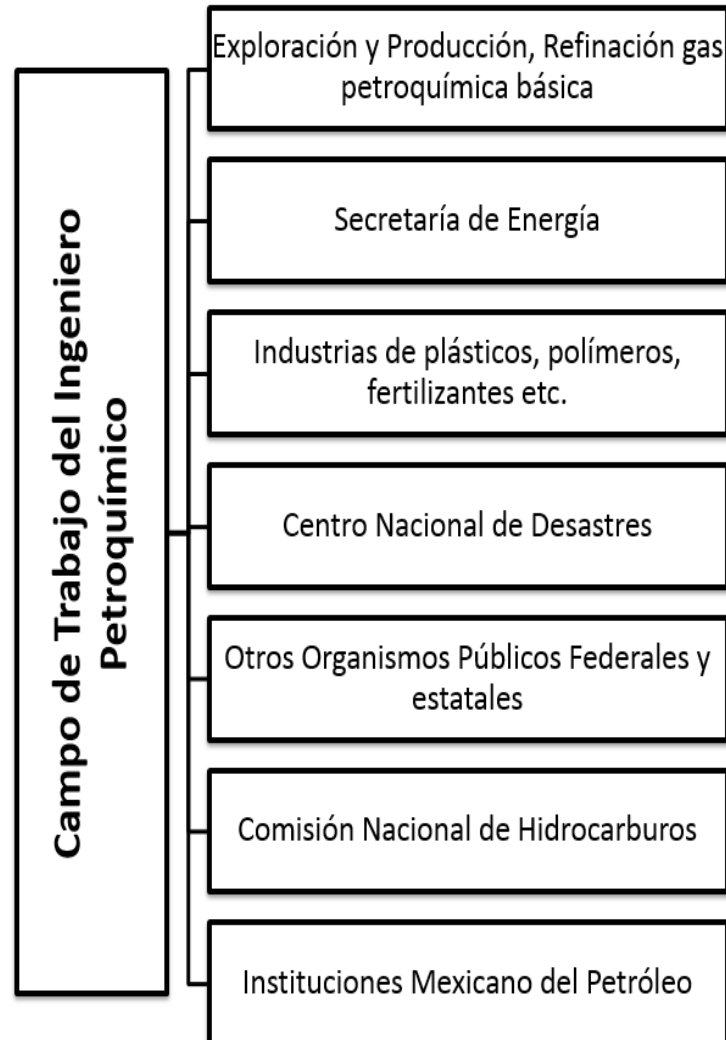 Campo de Trabajo del Ingeniero
Petroquímico
Exploración y Producción, Refinación gas
petroquímica básica
Secretaría de Energía
Industrias de plásticos, polímeros,
fertilizantes etc.
Centro Nacional de Desastres
Otros Organismos Públicos Federales y
estatales
Comisión Nacional de Hidrocarburos
Instituciones Mexicano del Petróleo